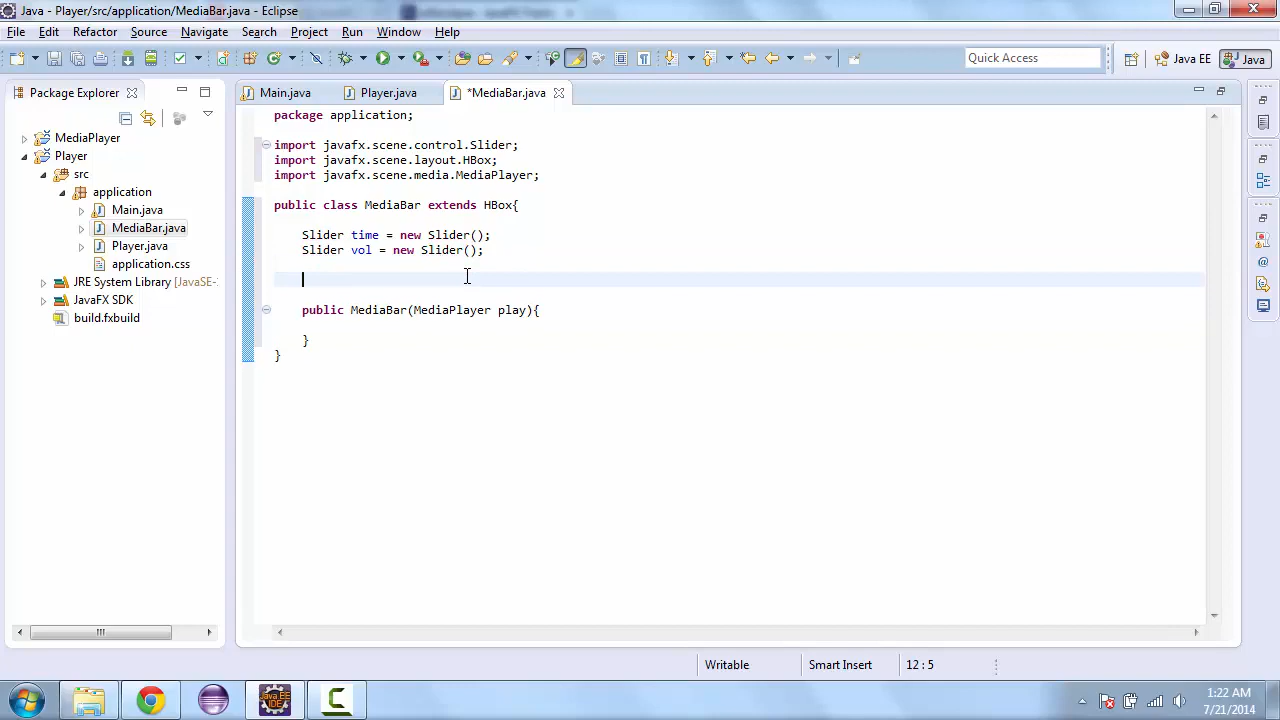 Java - Player/src/application/MediaBar.java - Eclipse
File Edit Refactor Source Navigate Search Project Run Window Help
Quick Access
Java EE
Java
Package Explorer
Main.java
Player.java
*MediaBar.java
MediaPlayer
Player
src
application
Main.java
MediaBar.java
Player.java
application.css
JRE System Library [JavaSE-
JavaFX SDK
build.fxbuild
package application;
import javafx.scene.control.Slider;
import javafx.scene.layout.HBox;
import javafx.scene.media.MediaPlayer;
public class MediaBar extends HBox{
Slider time = new Slider();
Slider vol = new Slider();
public MediaBar(MediaPlayer play){
}
}
Writable
Smart Insert
12 : 5
Java EE
IDE
1:22 AM
7/21/2014